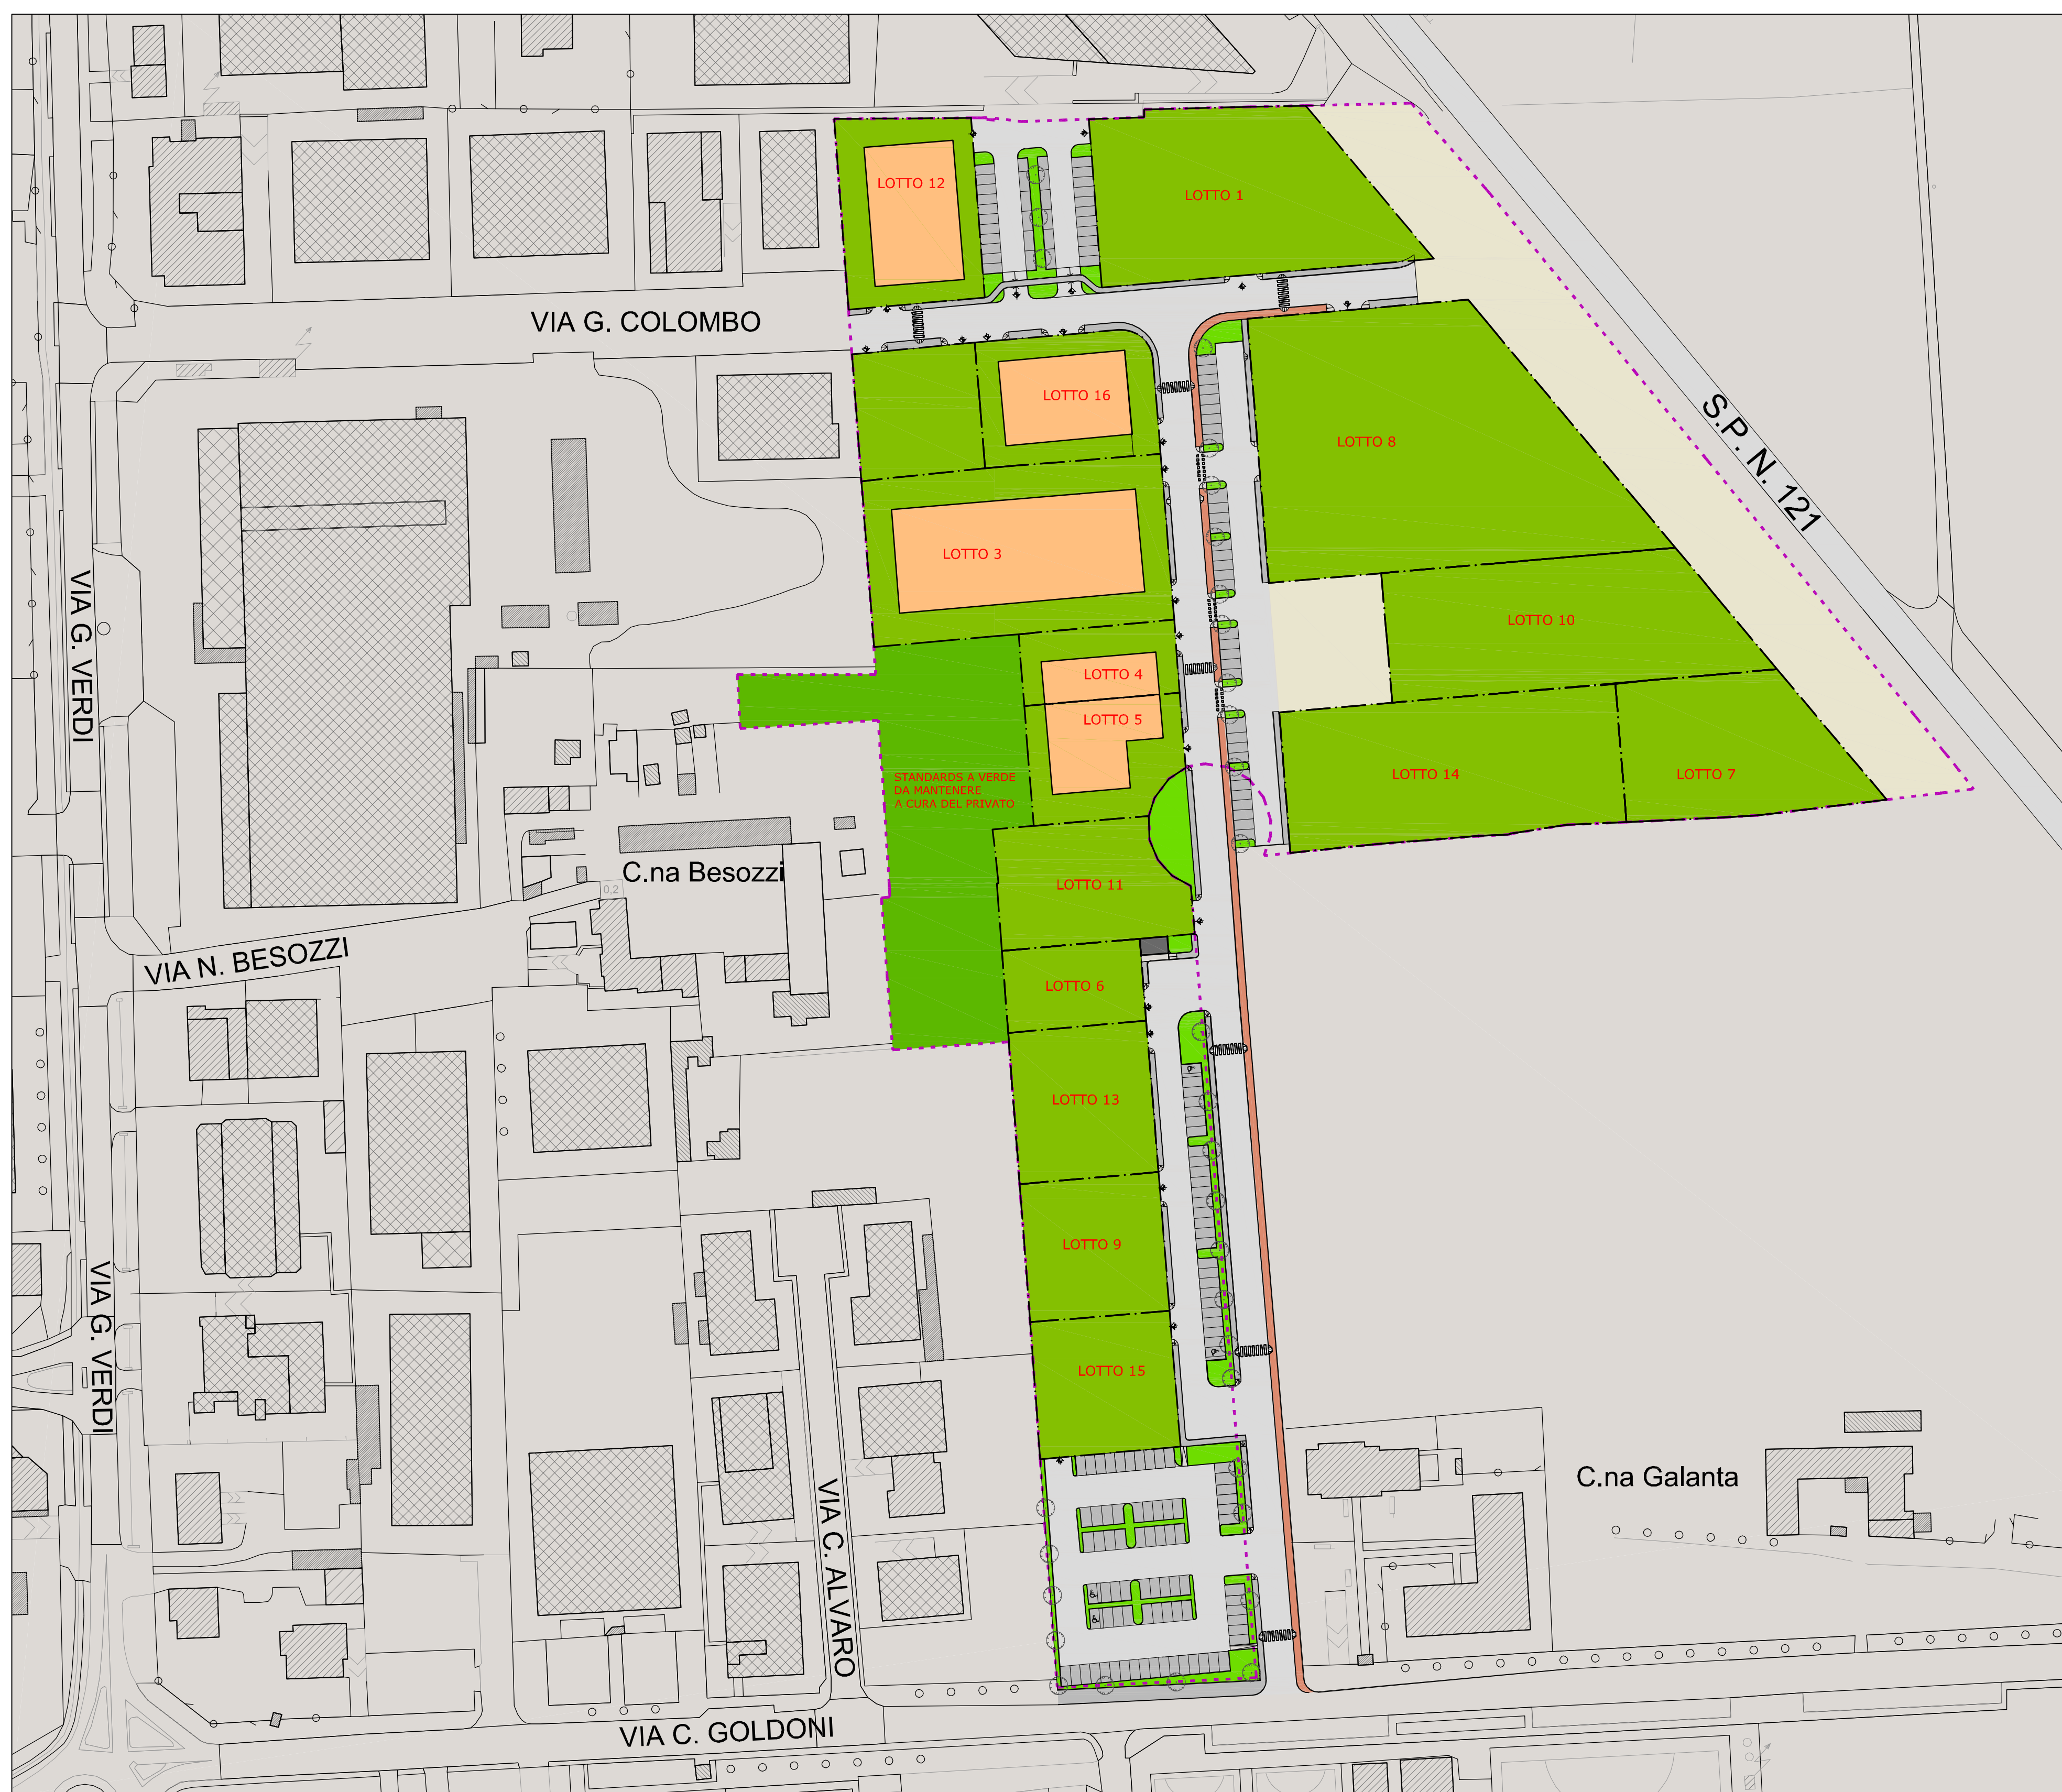 LOTTO 12
LOTTO 1
VIA G. COLOMBO
LOTTO 16
LOTTO 8
S.P. N. 121
LOTTO 3
LOTTO 10
VIA G. VERDI
LOTTO 4
LOTTO 5
STANDARDS A VERDE
DA MANTENERE
A CURA DEL PRIVATO
LOTTO 14
LOTTO 7
C.na Besozzi
0,2
LOTTO 11
VIA N. BESOZZI
LOTTO 6
LOTTO 13
LOTTO 9
VIA G. VERDI
LOTTO 15
C.na Galanta
VIA C. ALVARO
VIA C. GOLDONI